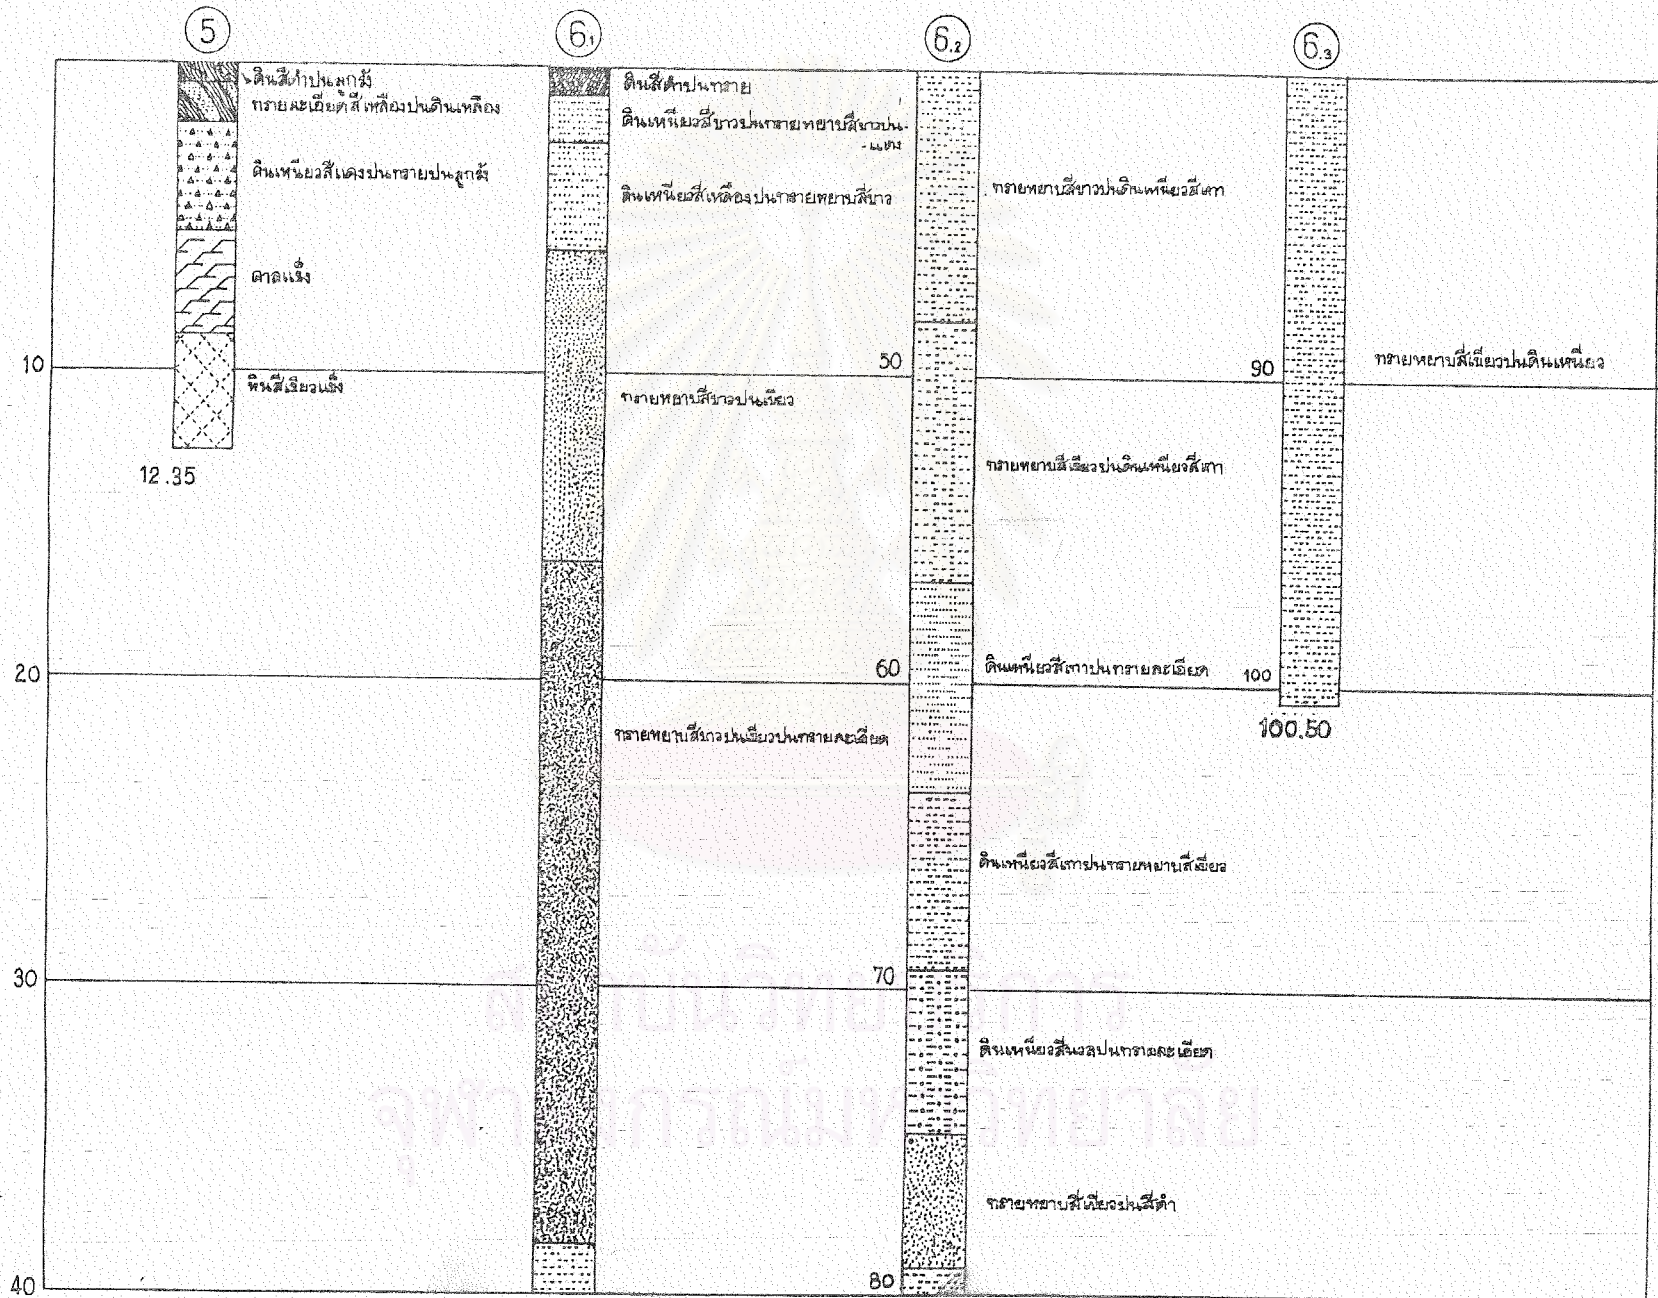 5
ดินสีดำปนลูกรัง
ทรายละเอียดสีเหลืองปนดินเหลือง
ดินเหนียวสีแดงปนทรายปนลูกรัง
ดาลแข็ง
หินสีเขียวแข็ง
12.35
10
20
30
40
6.1
ดินสีดำปนทราย
ดินเหนียวสีขาวปนทรายหยาบสีขาวปน-
-แดง
ดินเหนียวสีเหลืองปนทรายหยาบสีขาว
ทรายหยาบสีขาวปนเขียว
ทรายหยาบสีขาวปนเขียวปนทรายละเอียด
6.2
ทรายหยาบสีขาวปนดินเหนียวสีเทา
50
ทรายหยาบสีเขียวปนดินเหนียวสีเทา
60
ดินเหนียวสีเทาปนทรายละเอียด
ดินเหนียวสีเทาปนทรายหยาบสีเขียว
70
ดินเหนียวสีนวลปนทรายละเอียด
ทรายหยาบสีเขียวปนสีดำ
80
6.3
90
ทรายหยาบสีเขียวปนดินเหนียว
100
100.50